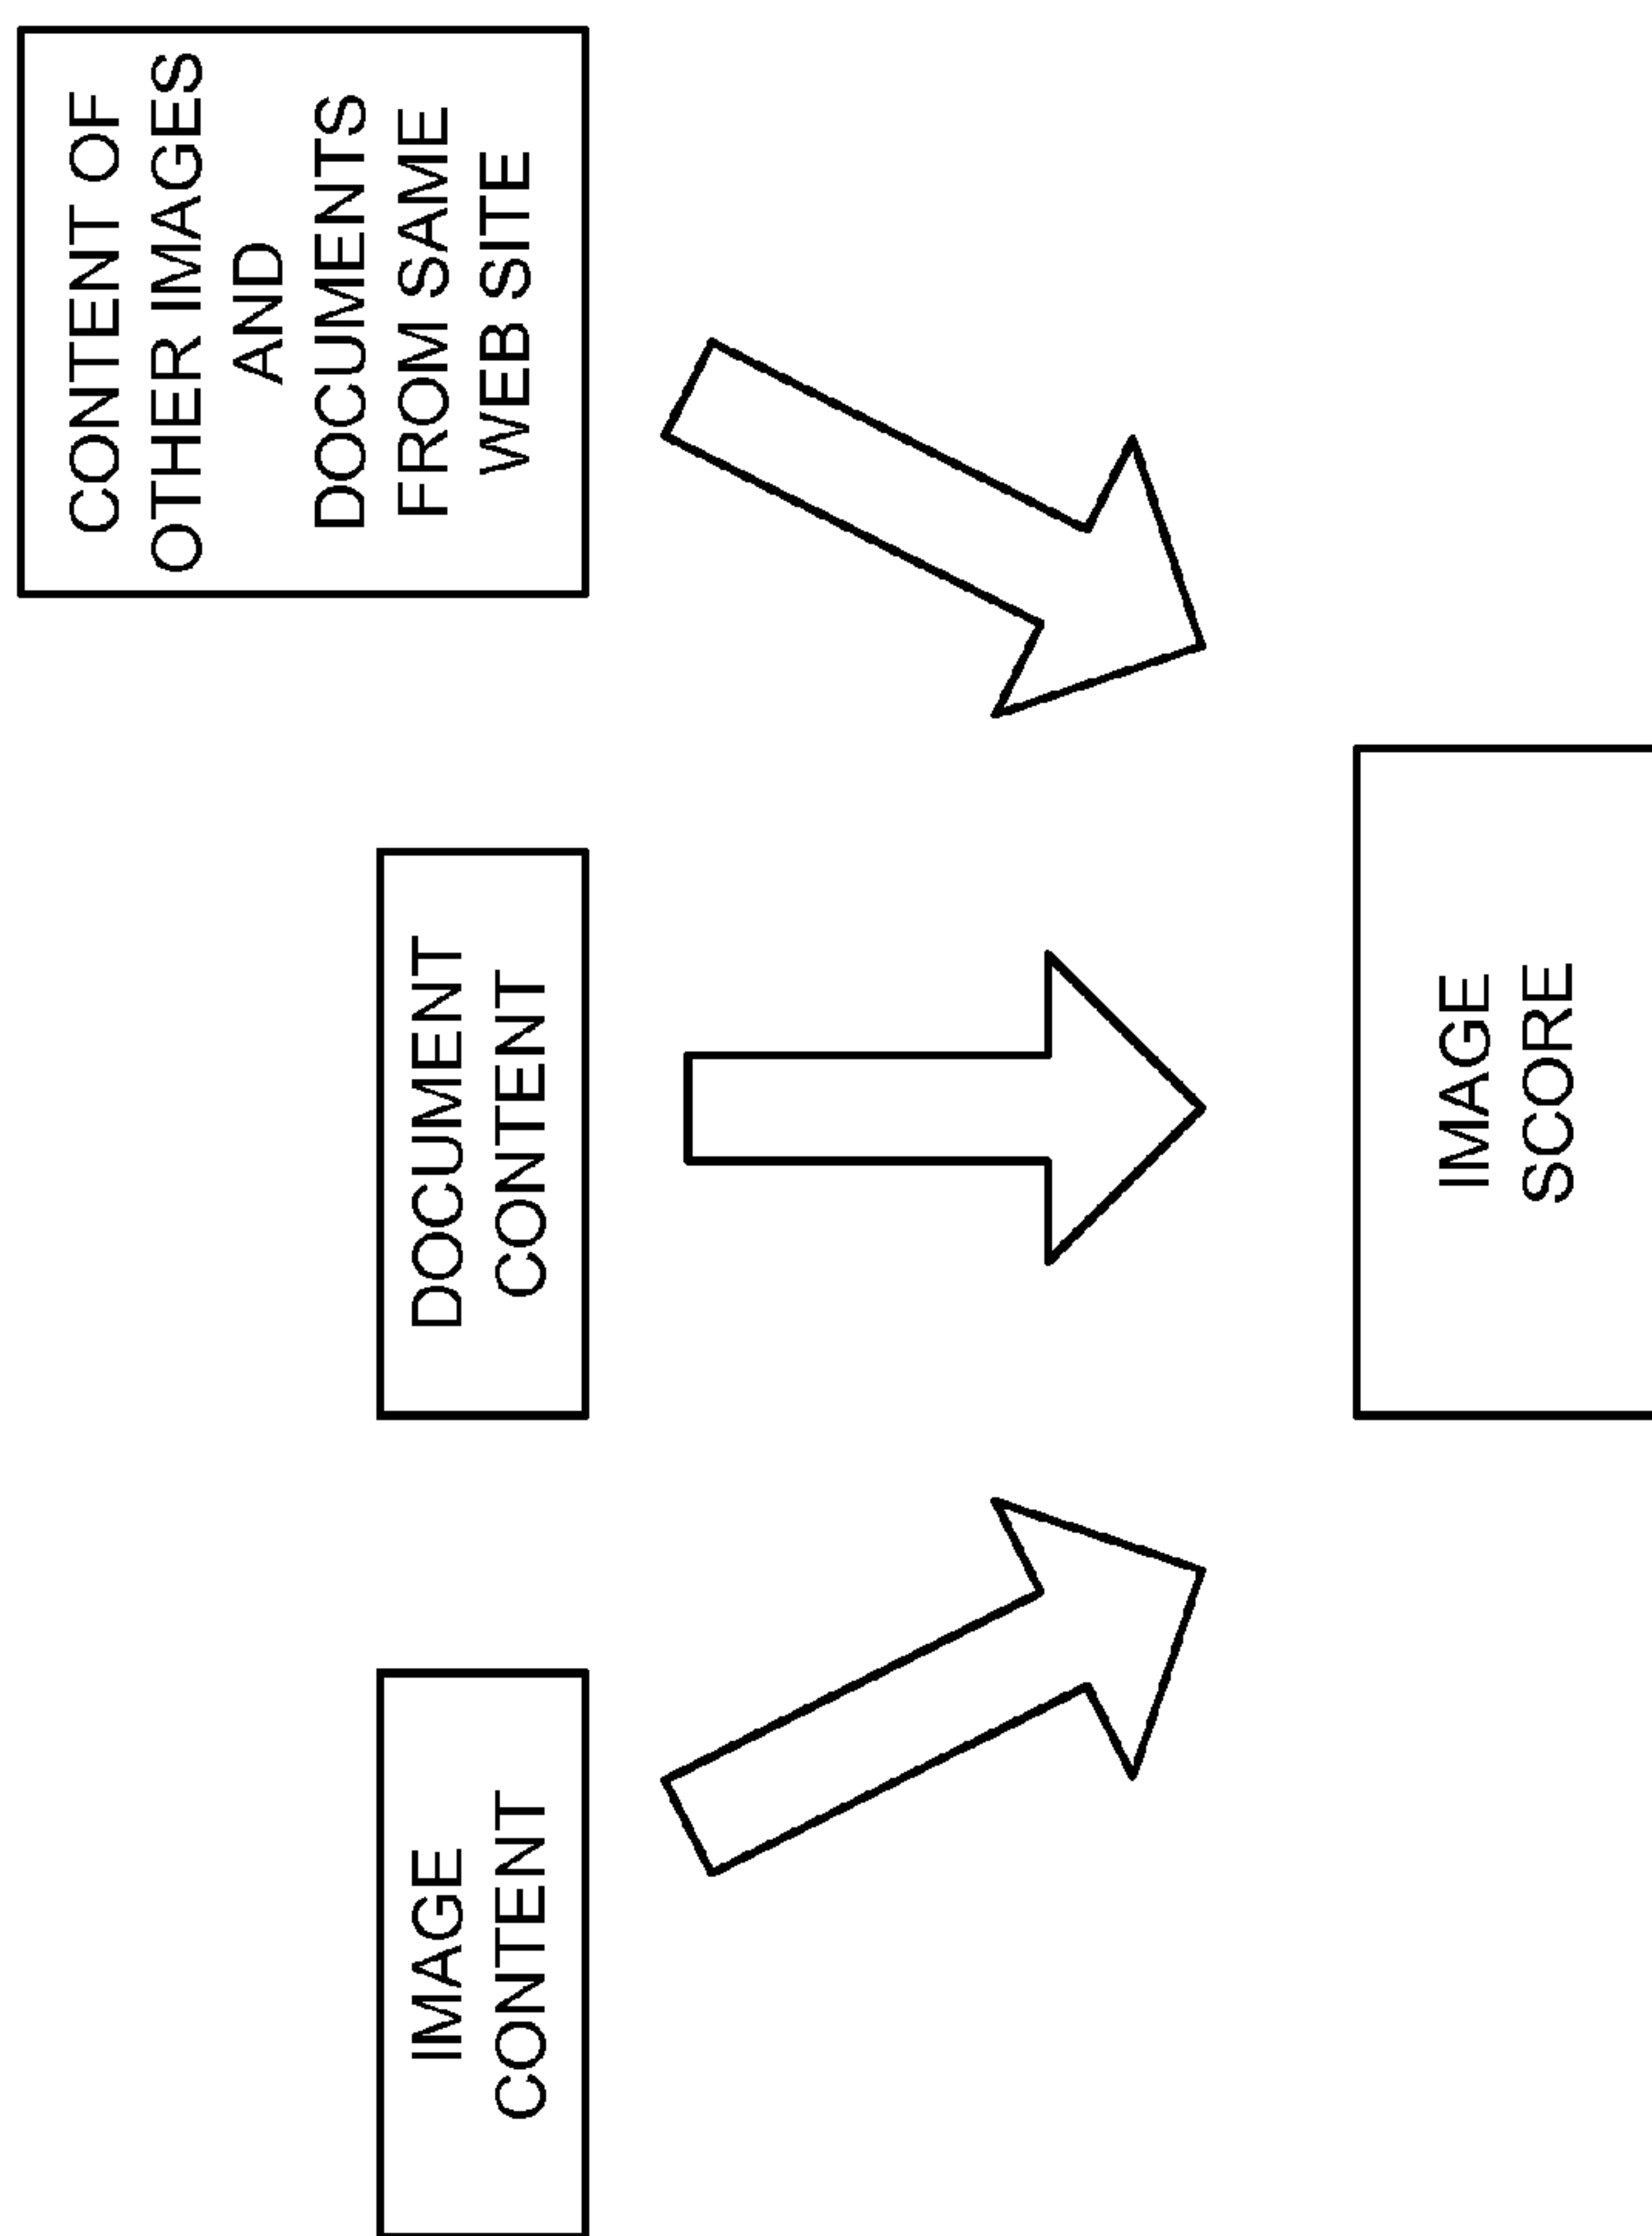 IMAGE
CONTENT
DOCUMENT
CONTENT
CONTENT OF
OTHER IMAGES
AND
DOCUMENTS
FROM SAME
WEB SITE
IMAGE
SCORE